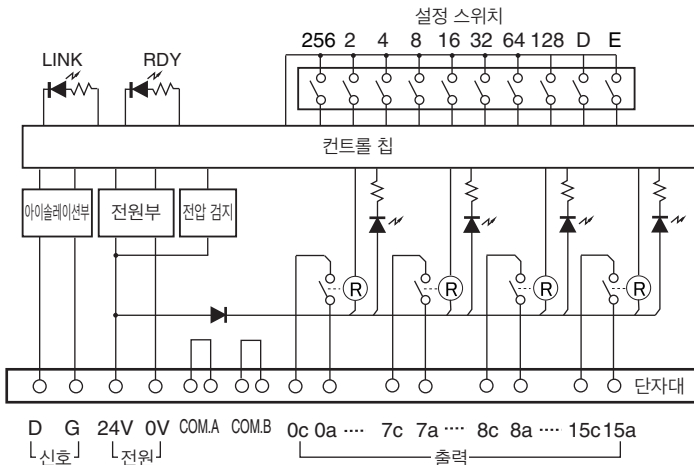 설정 스위치
256 2 4 8 16 32 64 128 D E
LINK RDY
컨트롤 칩
아이솔레이션부 전원부 전압 검지
R R R R
단자대
D G 24V 0V COM.A COM.B 0c 0a ···· 7c 7a ···· 8c 8a ···· 15c 15a
신호 전원 출력